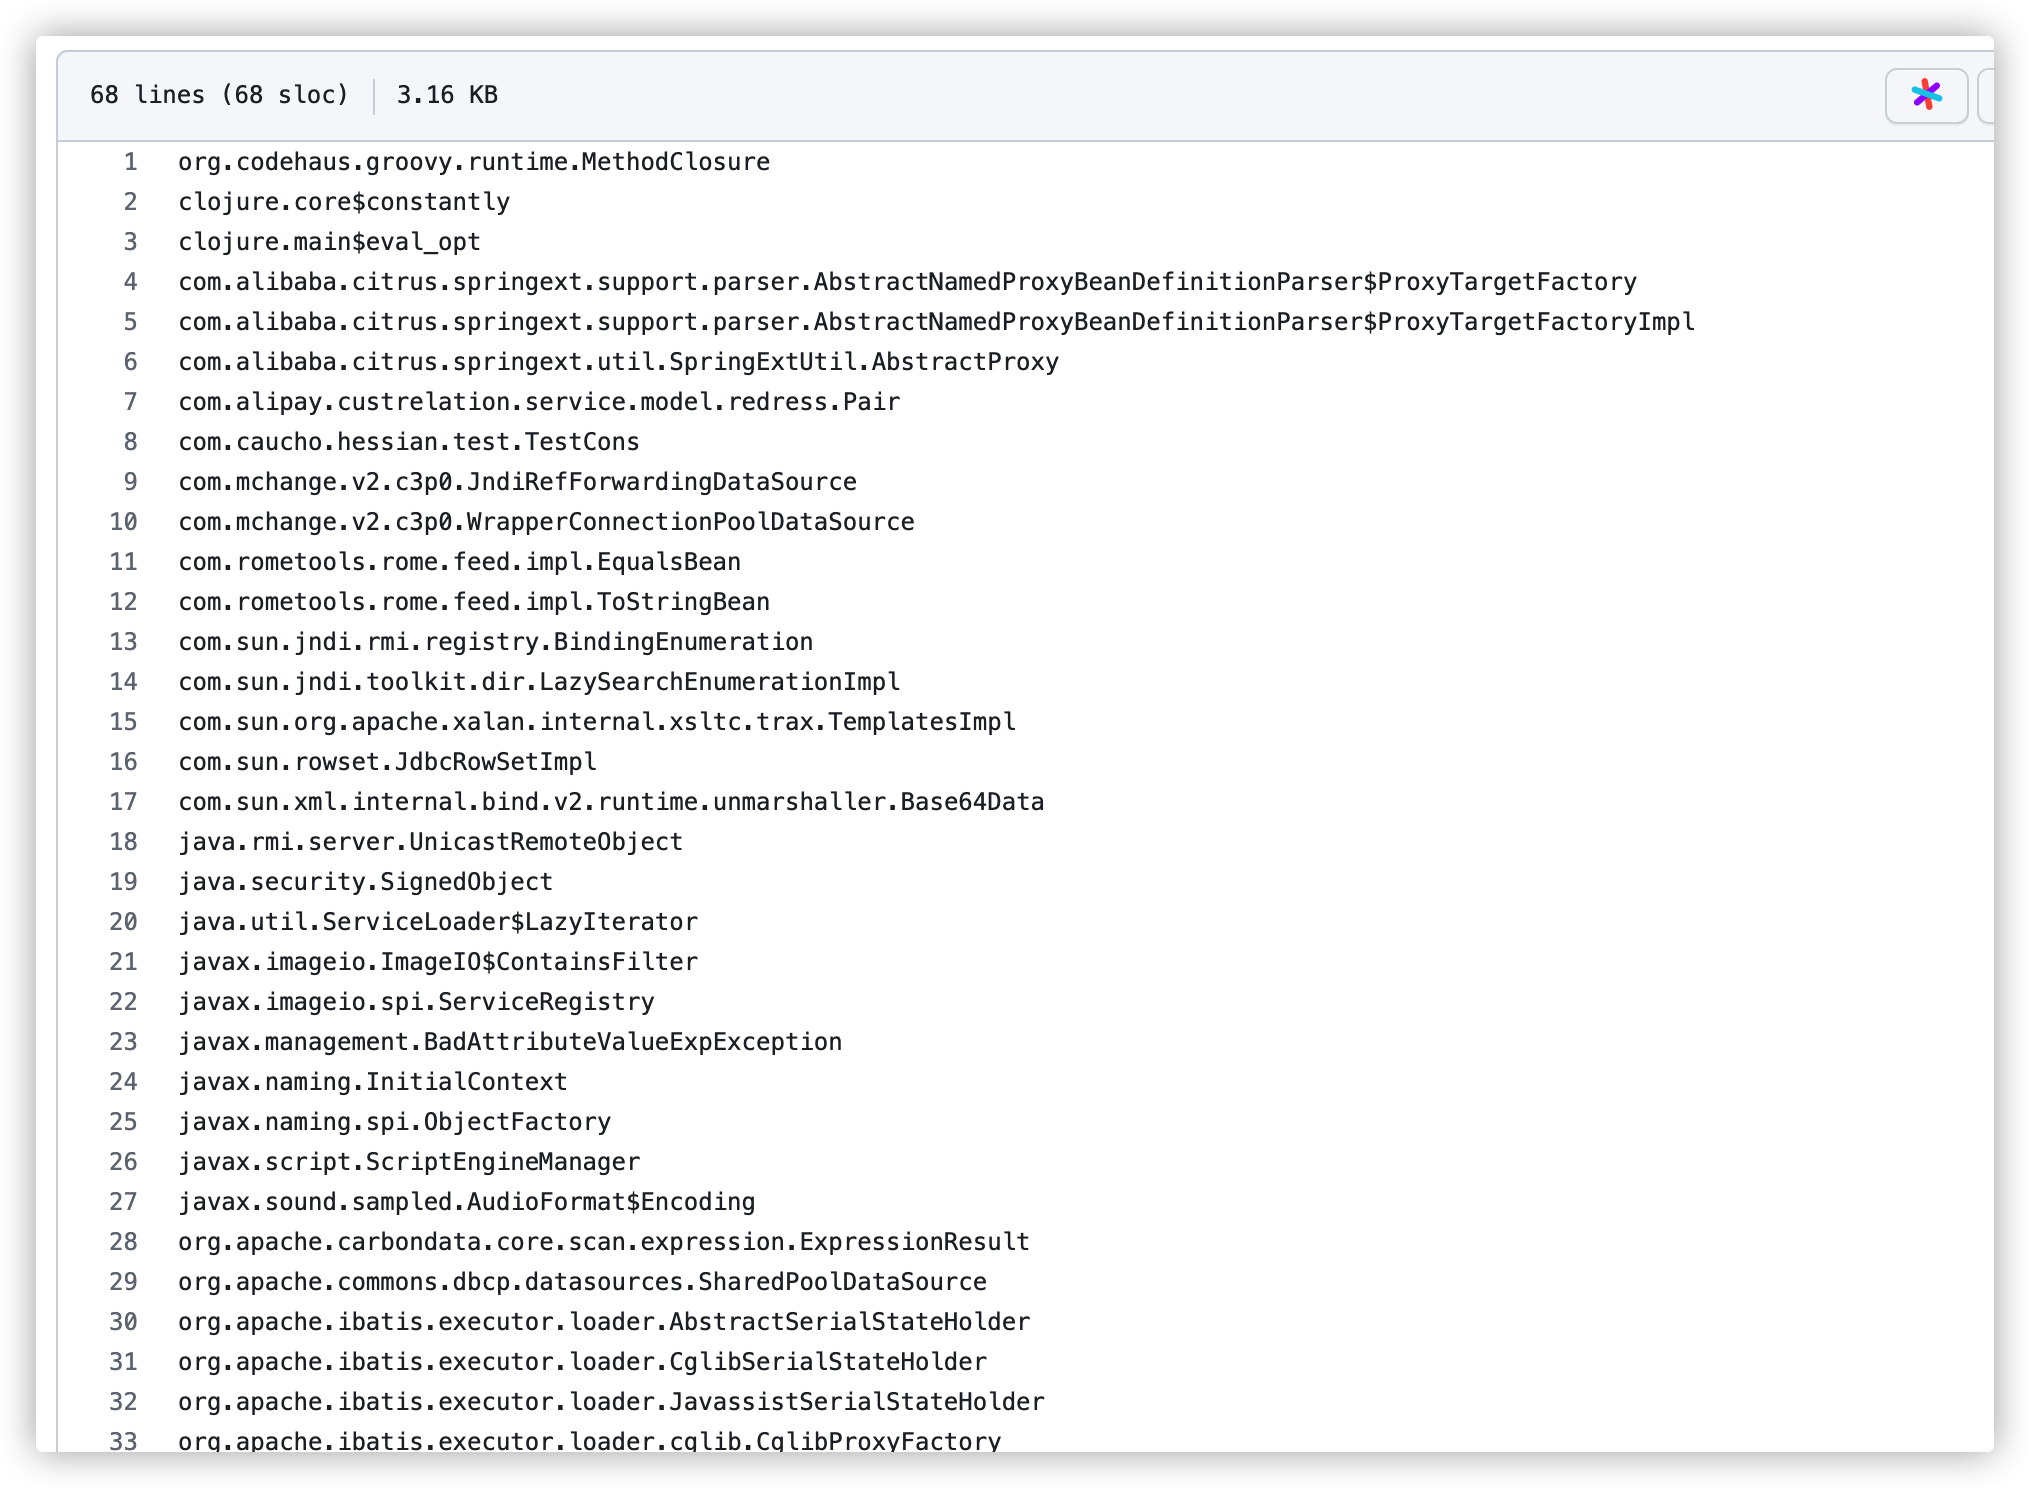 68 lines (68 sloc) 3.16 KB
1 org.codehaus.groovy.runtime.MethodClosure
2 clojure.core$constantly
3 clojure.main$eval_opt
4 com.alibaba.citrus.springext.support.parser.AbstractNamedProxyBeanDefinitionParser$ProxyTargetFactory
5 com.alibaba.citrus.springext.support.parser.AbstractNamedProxyBeanDefinitionParser$ProxyTargetFactoryImpl
6 com.alibaba.citrus.springext.util.SpringExtUtil.AbstractProxy
7 com.alipay.custrelation.service.model.redress.Pair
8 com.caucho.hessian.test.TestCons
9 com.mchange.v2.c3p0.JndiRefForwardingDataSource
10 com.mchange.v2.c3p0.WrapperConnectionPoolDataSource
11 com.rometools.rome.feed.impl.EqualsBean
12 com.rometools.rome.feed.impl.ToStringBean
13 com.sun.jndi.rmi.registry.BindingEnumeration
14 com.sun.jndi.toolkit.dir.LazySearchEnumerationImpl
15 com.sun.org.apache.xalan.internal.xsltc.trax.TemplatesImpl
16 com.sun.rowset.JdbcRowSetImpl
17 com.sun.xml.internal.bind.v2.runtime.unmarshaller.Base64Data
18 java.rmi.server.UnicastRemoteObject
19 java.security.SignedObject
20 java.util.ServiceLoader$LazyIterator
21 javax.imageio.ImageIO$ContainsFilter
22 javax.imageio.spi.ServiceRegistry
23 javax.management.BadAttributeValueExpException
24 javax.naming.InitialContext
25 javax.naming.spi.ObjectFactory
26 javax.script.ScriptEngineManager
27 javax.sound.sampled.AudioFormat$Encoding
28 org.apache.carbondata.core.scan.expression.ExpressionResult
29 org.apache.commons.dbcp.datasources.SharedPoolDataSource
30 org.apache.ibatis.executor.loader.AbstractSerialStateHolder
31 org.apache.ibatis.executor.loader.CglibSerialStateHolder
32 org.apache.ibatis.executor.loader.JavassistSerialStateHolder
33 org.apache.ibatis.executor.loader.cglib.CglibProxyFactory